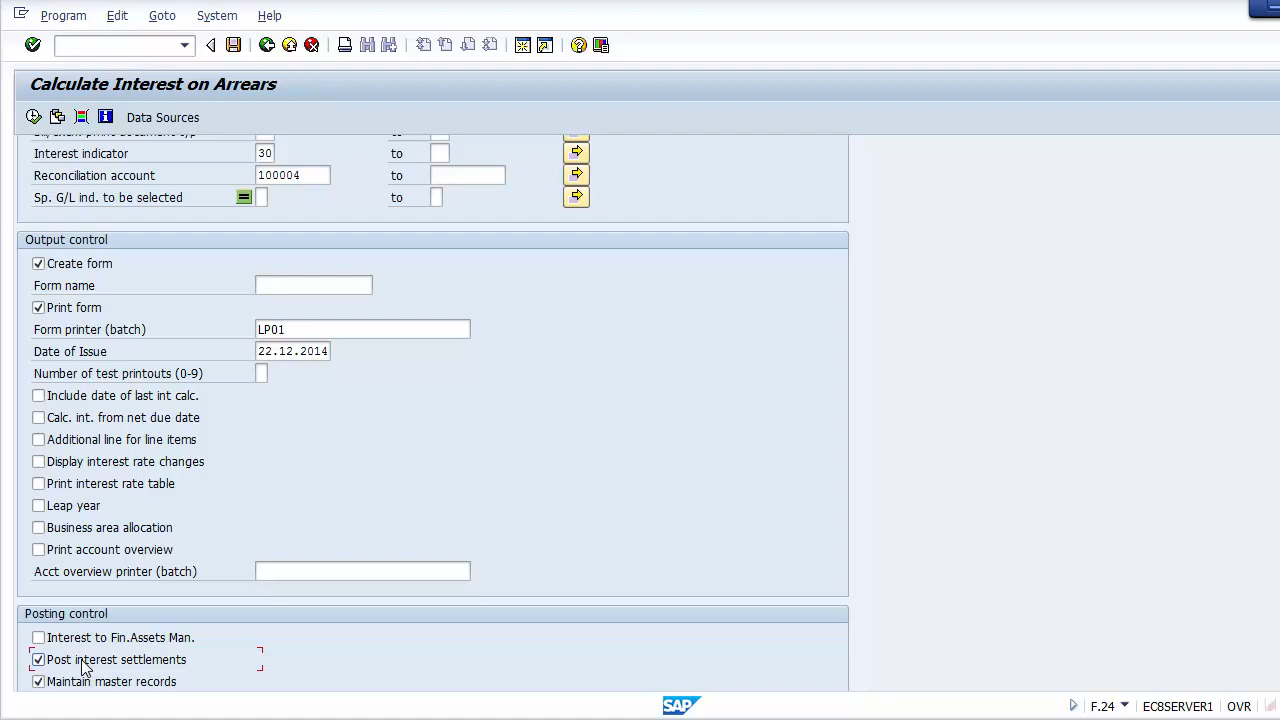 Program Edit Goto System Help
Calculate Interest on Arrears
Data Sources
Interest indicator 30 to
Reconciliation account 100004 to
Sp. G/L ind. to be selected to
Output control
Create form
Form name
Print form
Form printer (batch) LP01
Date of Issue 22.12.2014
Number of test printouts (0-9)
Include date of last int calc.
Calc. int. from net due date
Additional line for line items
Display interest rate changes
Print interest rate table
Leap year
Business area allocation
Print account overview
Acct overview printer (batch)
Posting control
Interest to Fin.Assets Man.
Post interest settlements
Maintain master records
SAP F.24 EC8SERVER1 OVR